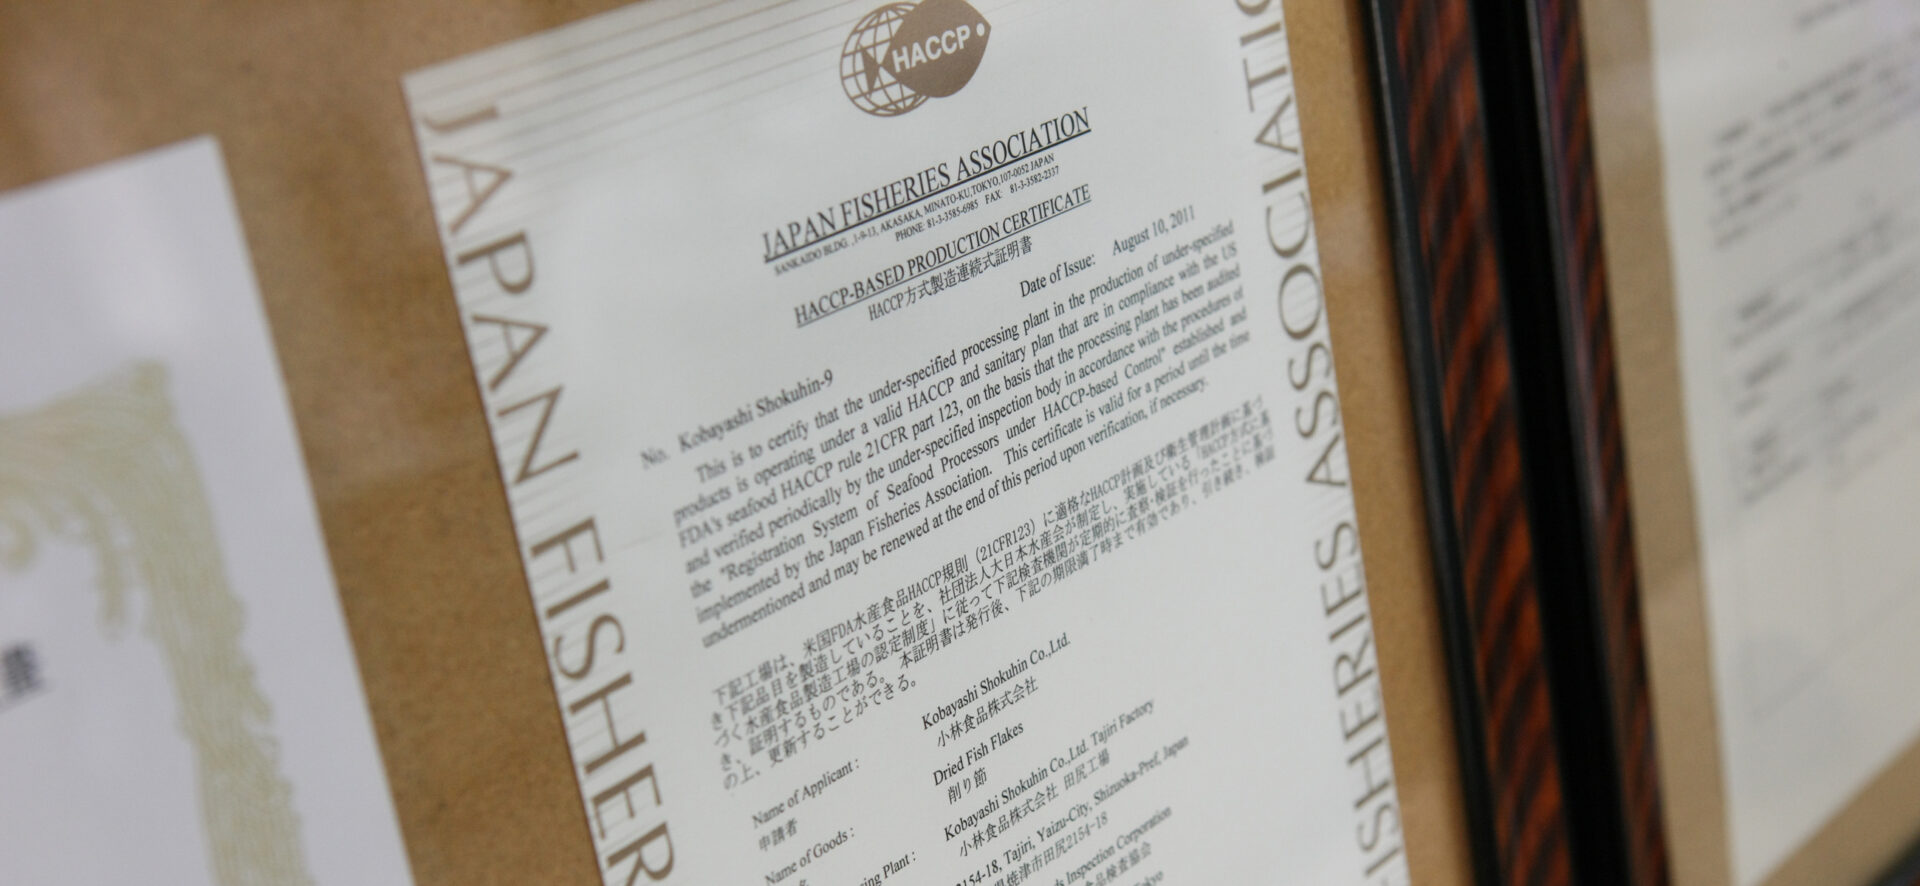 HACCP
JAPAN FISHERIES ASSOCIATION
SANKAIDO BLDG. ,1-9-13, AKASAKA, MINATO-KU,TOKYO,107-0052 JAPAN
PHONE: 81-3-3585-6985 FAX: 81-3-3582-2337
HACCP-BASED PRODUCTION CERTIFICATE
HACCP方式製造連続式証明書
Date of Issue: August 10, 2011
No. Kobayashi Shokuhin-9
This is to certify that the under-specified processing plant in the production of under-specified
products is operating under a valid HACCP and sanitary plan that are in compliance with the US
FDA's seafood HACCP rule 21CFR part 123, on the basis that the processing plant has been audited
and verified periodically by the under-specified inspection body in accordance with the procedures of
the "Registration System of Seafood Processors under HACCP-based Control" established and
implemented by the Japan Fisheries Association. This certificate is valid for a period until the time
undermentioned and may be renewed at the end of this period upon verification, if necessary.
下記工場は、米国FDA水産食品HACCP規則（21CFR123）に適格なHACCP計画及び衛生管理計画に基づ
き下記品目を製造していることを、社団法人大日本水産会が制定し、実施している「HACCP方式に基
づく水産食品製造工場の認定制度」に従って下記検査機関が定期的に査察・検証を行ったことに基づ
き、証明するものである。 本証明書は発行後、下記の期限満了時まで有効であり、引き続き、検証
の上、更新することができる。
Name of Applicant : Kobayashi Shokuhin Co.,Ltd.
申請者 小林食品株式会社
Name of Goods : Dried Fish Flakes
削り節
Plant : Kobayashi Shokuhin Co.,Ltd. Tajiri Factory
小林食品株式会社 田尻工場
2154-18, Tajiri, Yaizu-City, Shizuoka-Pref, Japan
県焼津市田尻2154-18
Inspection Corporation
品検査協会
JAPAN FISHER
FISHERIES ASSOCIATIO